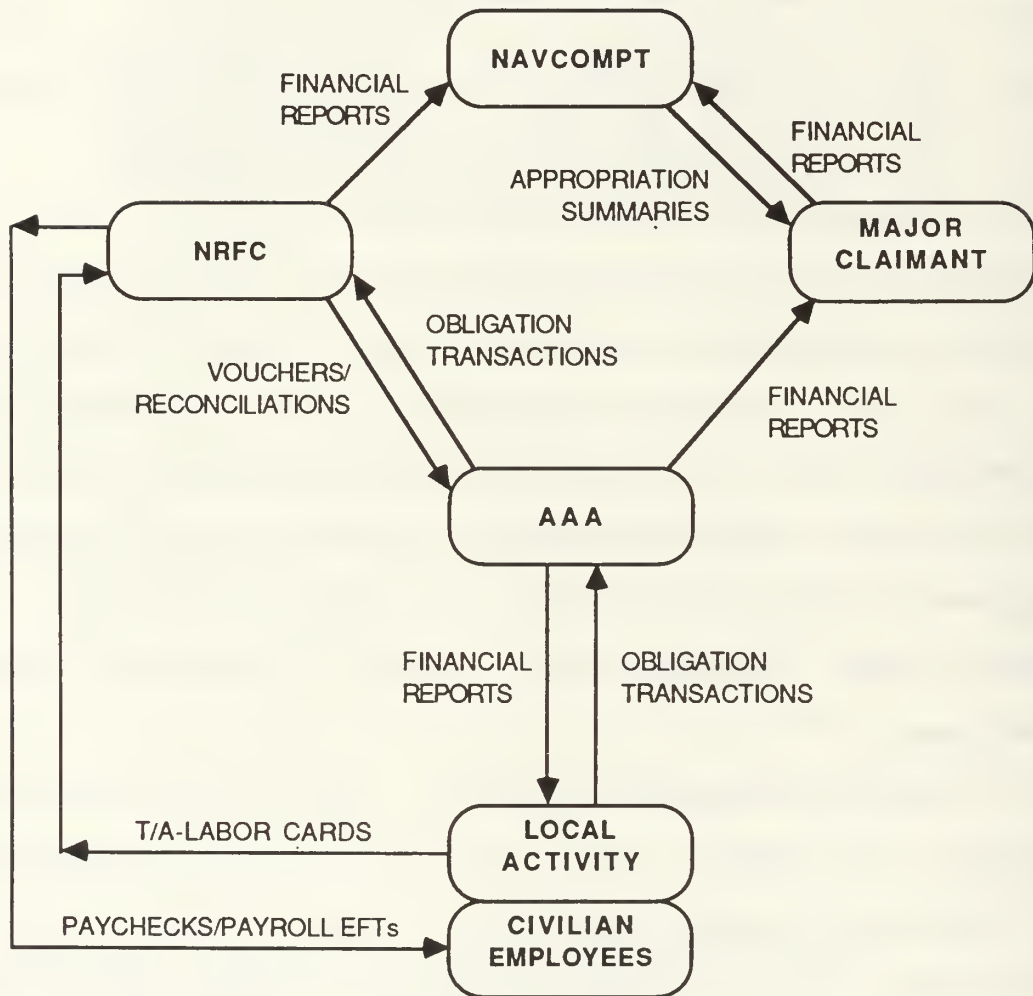 NAVCOMPT
FINANCIAL
REPORTS
FINANCIAL
REPORTS
APPROPRIATION
SUMMARIES
NRFC
MAJOR
CLAIMANT
OBLIGATION
TRANSACTIONS
VOUCHERS/
RECONCILIATIONS
FINANCIAL
REPORTS
AAA
FINANCIAL
REPORTS
OBLIGATION
TRANSACTIONS
T/A-LABOR CARDS
LOCAL
ACTIVITY
PAYCHECKS/PAYROLL EFTs
CIVILIAN
EMPLOYEES